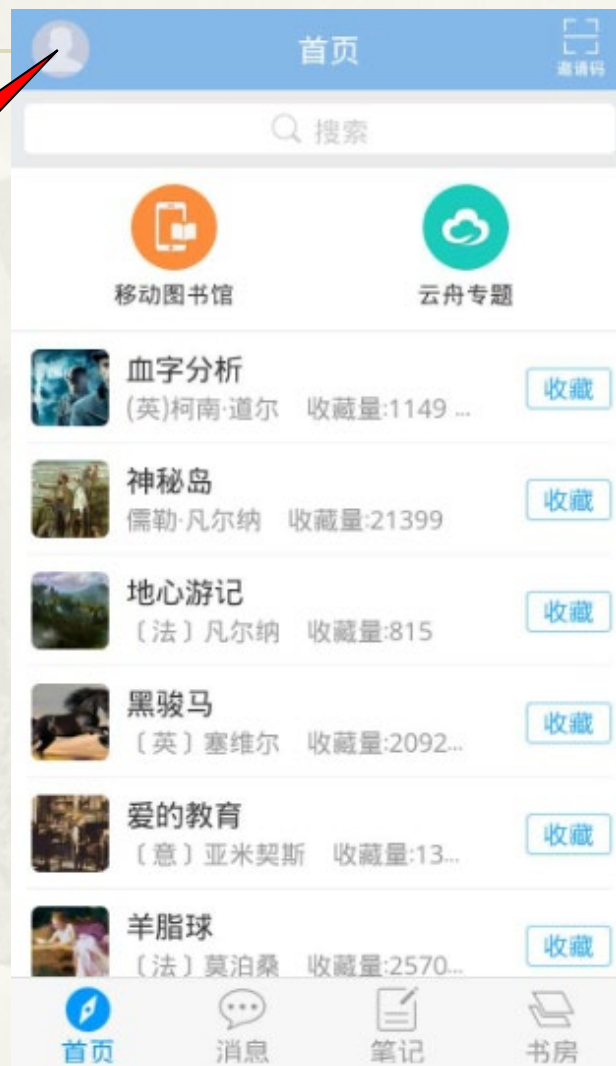 首页
邀请码
搜索
移动图书馆 云舟专题
血字分析
(英)柯南·道尔 收藏量:1149 ...
收藏
神秘岛
儒勒·凡尔纳 收藏量:21399
收藏
地心游记
〔法〕凡尔纳 收藏量:815
收藏
黑骏马
〔英〕塞维尔 收藏量:2092...
收藏
爱的教育
〔意〕亚米契斯 收藏量:13...
收藏
羊脂球
〔法〕莫泊桑 收藏量:2570...
收藏
首页 消息 笔记 书房